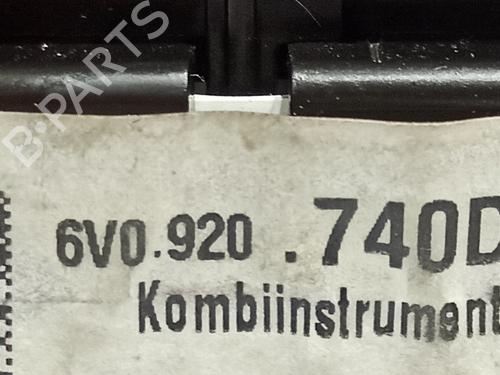 B-PARTS
6V0.920 .740D
Kombiinstrument